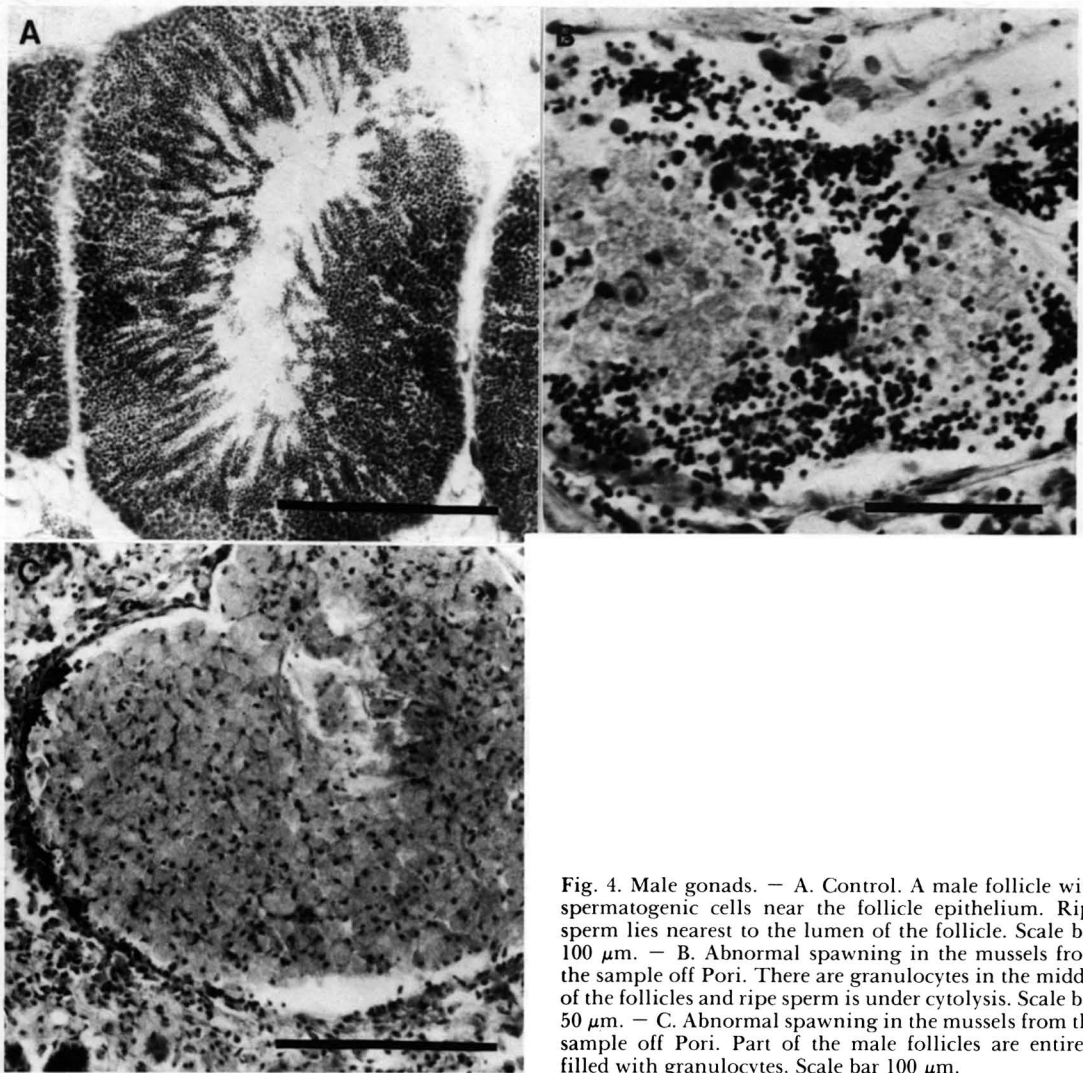 A
B
C
Fig. 4. Male gonads. — A. Control. A male follicle wi
spermatogenic cells near the follicle epithelium. Rip
sperm lies nearest to the lumen of the follicle. Scale b
100 μm. — B. Abnormal spawning in the mussels fro
the sample off Pori. There are granulocytes in the midd
of the follicles and ripe sperm is under cytolysis. Scale b
50 μm. — C. Abnormal spawning in the mussels from th
sample off Pori. Part of the male follicles are entire
filled with granulocytes. Scale bar 100 μm.